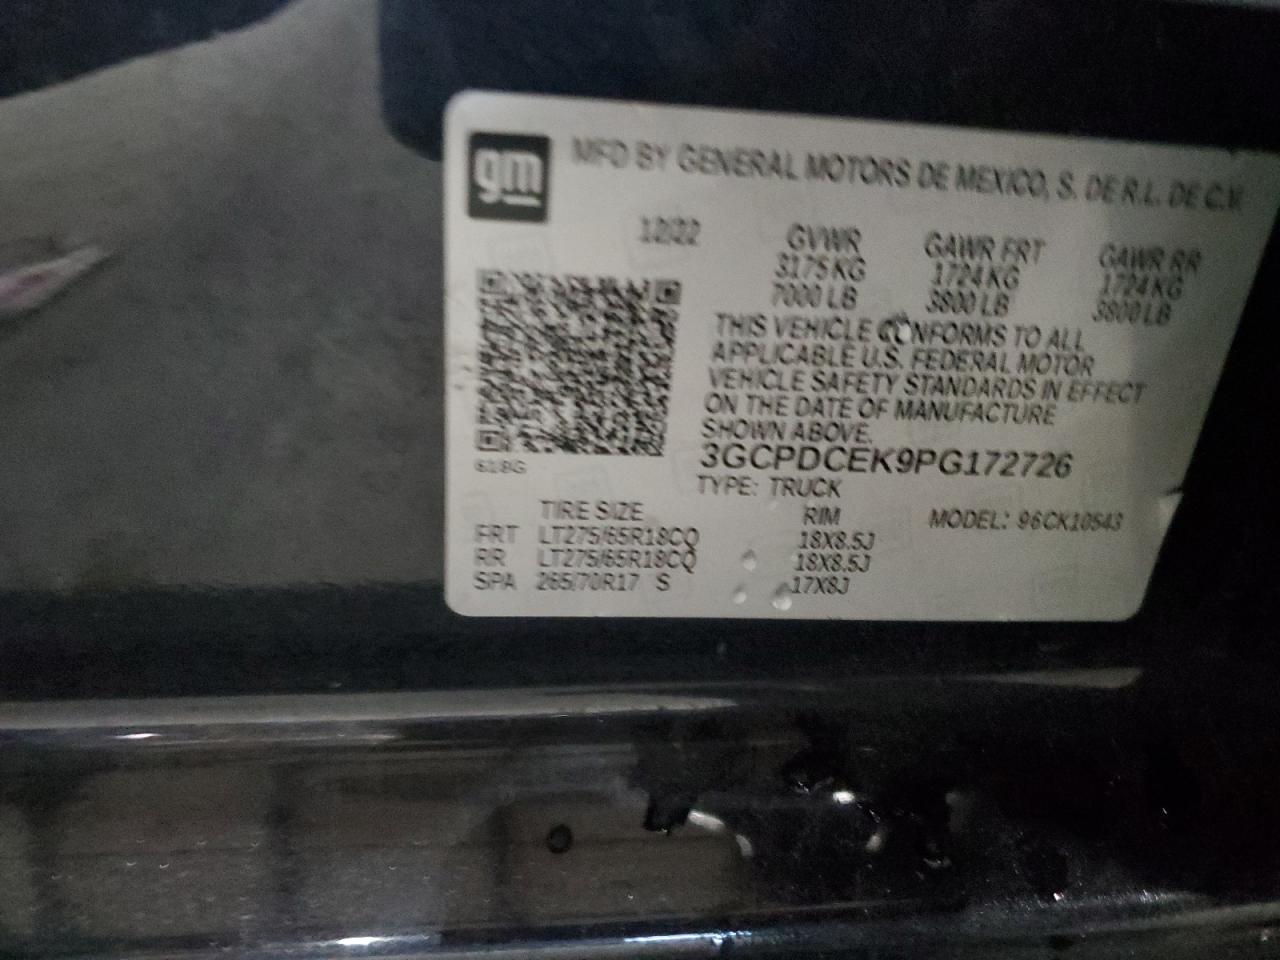 gm
MFD BY GENERAL MOTORS DE MEXICO, S. DE R.L. DE C.V.
12/22 GVWR GAWR FRT GAWR RR
3175 KG 1724 KG 1724 KG
7000 LB 3800 LB 3800 LB
THIS VEHICLE CONFORMS TO ALL
APPLICABLE U.S. FEDERAL MOTOR
VEHICLE SAFETY STANDARDS IN EFFECT
ON THE DATE OF MANUFACTURE
SHOWN ABOVE.
618G
3GCPDCEK9PG172726
TYPE: TRUCK
TIRE SIZE RIM MODEL: 96CK10543
FRT LT275/65R18CQ 18X8.5J
RR LT275/65R18CQ 18X8.5J
SPA 265/70R17 S 17X8J